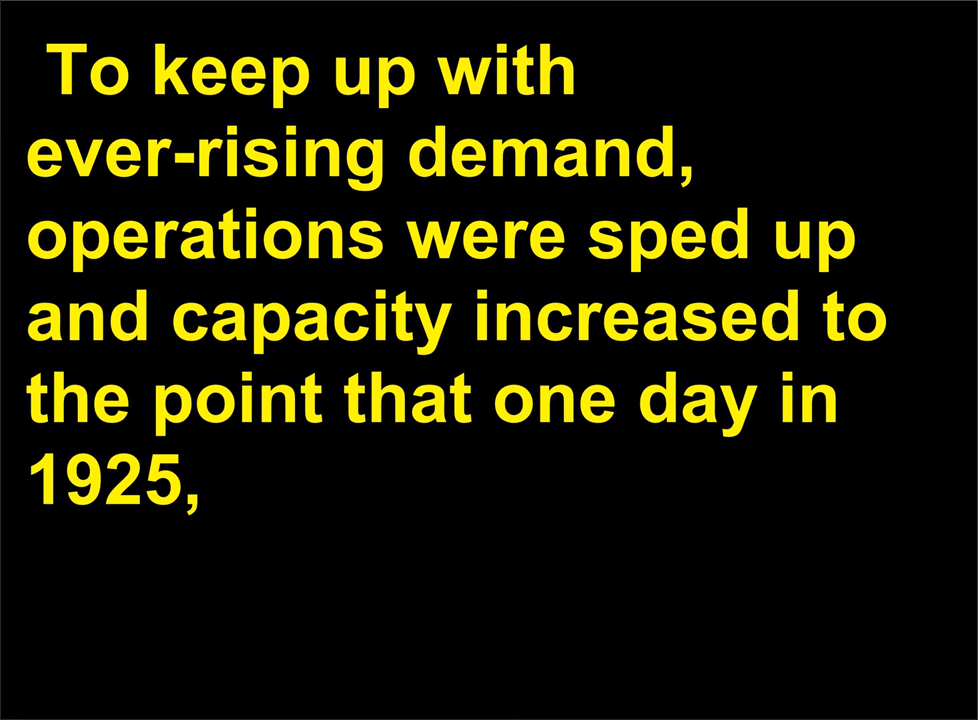 To keep up with
ever-rising demand,
operations were sped up
and capacity increased to
the point that one day in
1925,